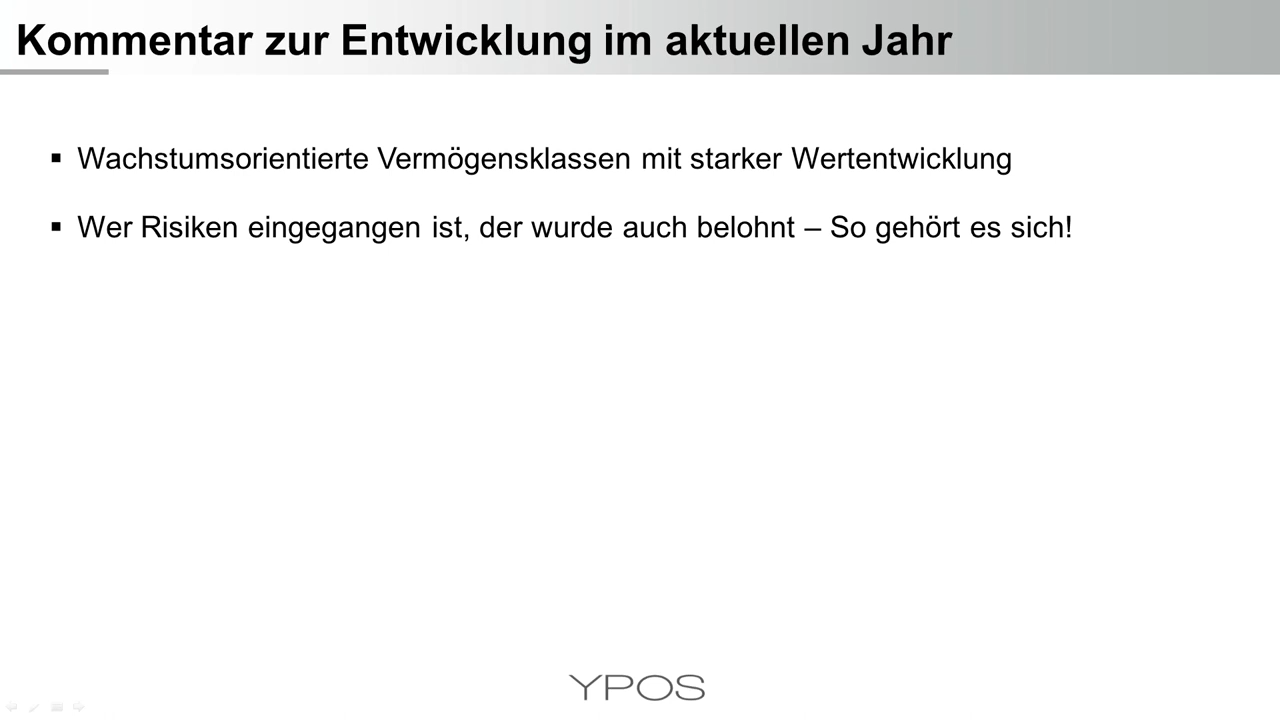 Kommentar zur Entwicklung im aktuellen Jahr
▪ Wachstumsorientierte Vermögensklassen mit starker Wertentwicklung
▪ Wer Risiken eingegangen ist, der wurde auch belohnt – So gehört es sich!
YPOS